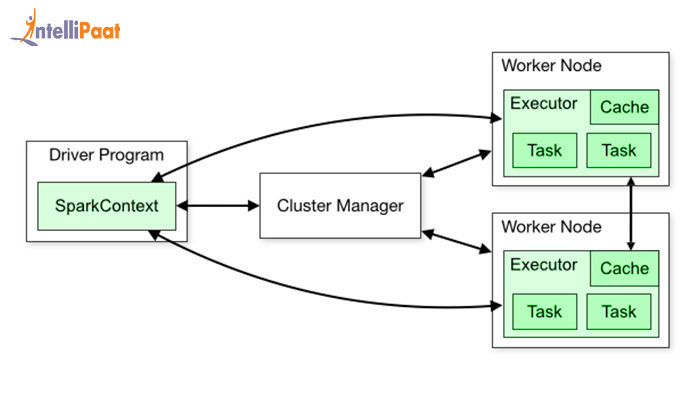 intelliPaat
Driver Program
SparkContext
Cluster Manager
Worker Node
Executor
Cache
Task
Task
Worker Node
Executor
Cache
Task
Task